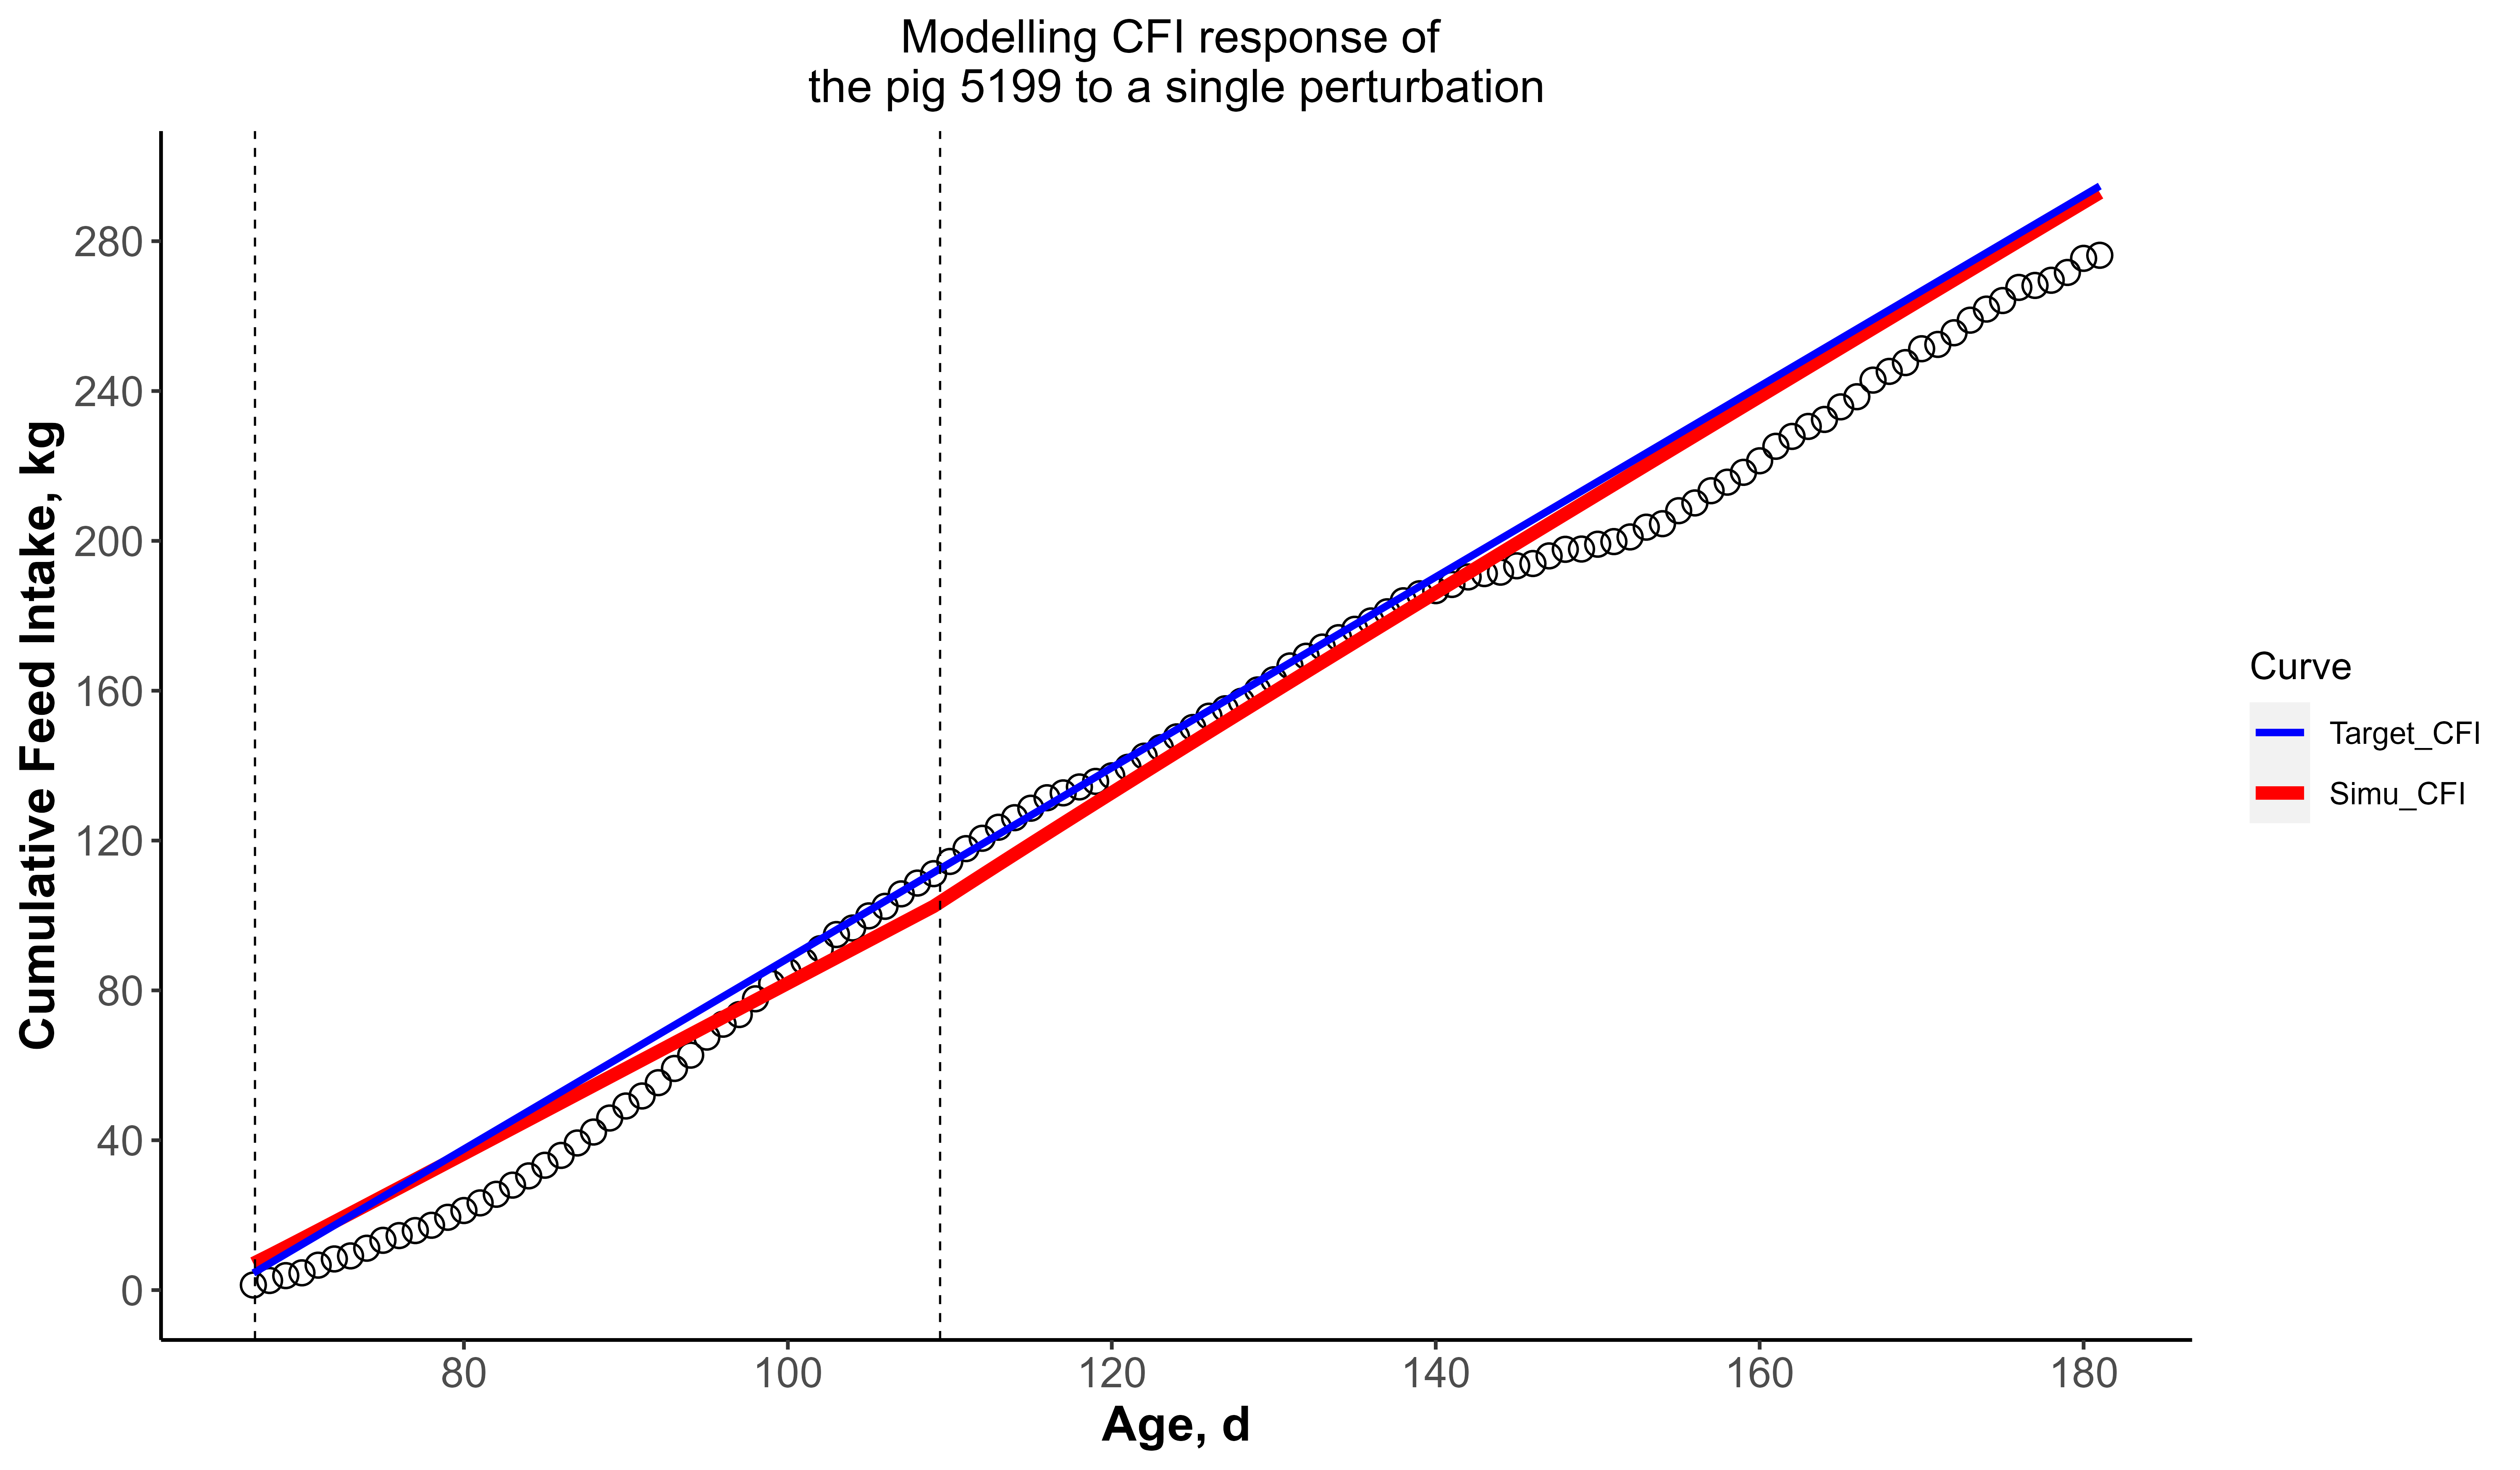 Modelling CFI response of
the pig 5199 to a single perturbation
Cumulative Feed Intake, kg
280
240
200
160
120
80
40
0
80 100 120 140 160 180
Age, d
Curve
Target_CFI
Simu_CFI